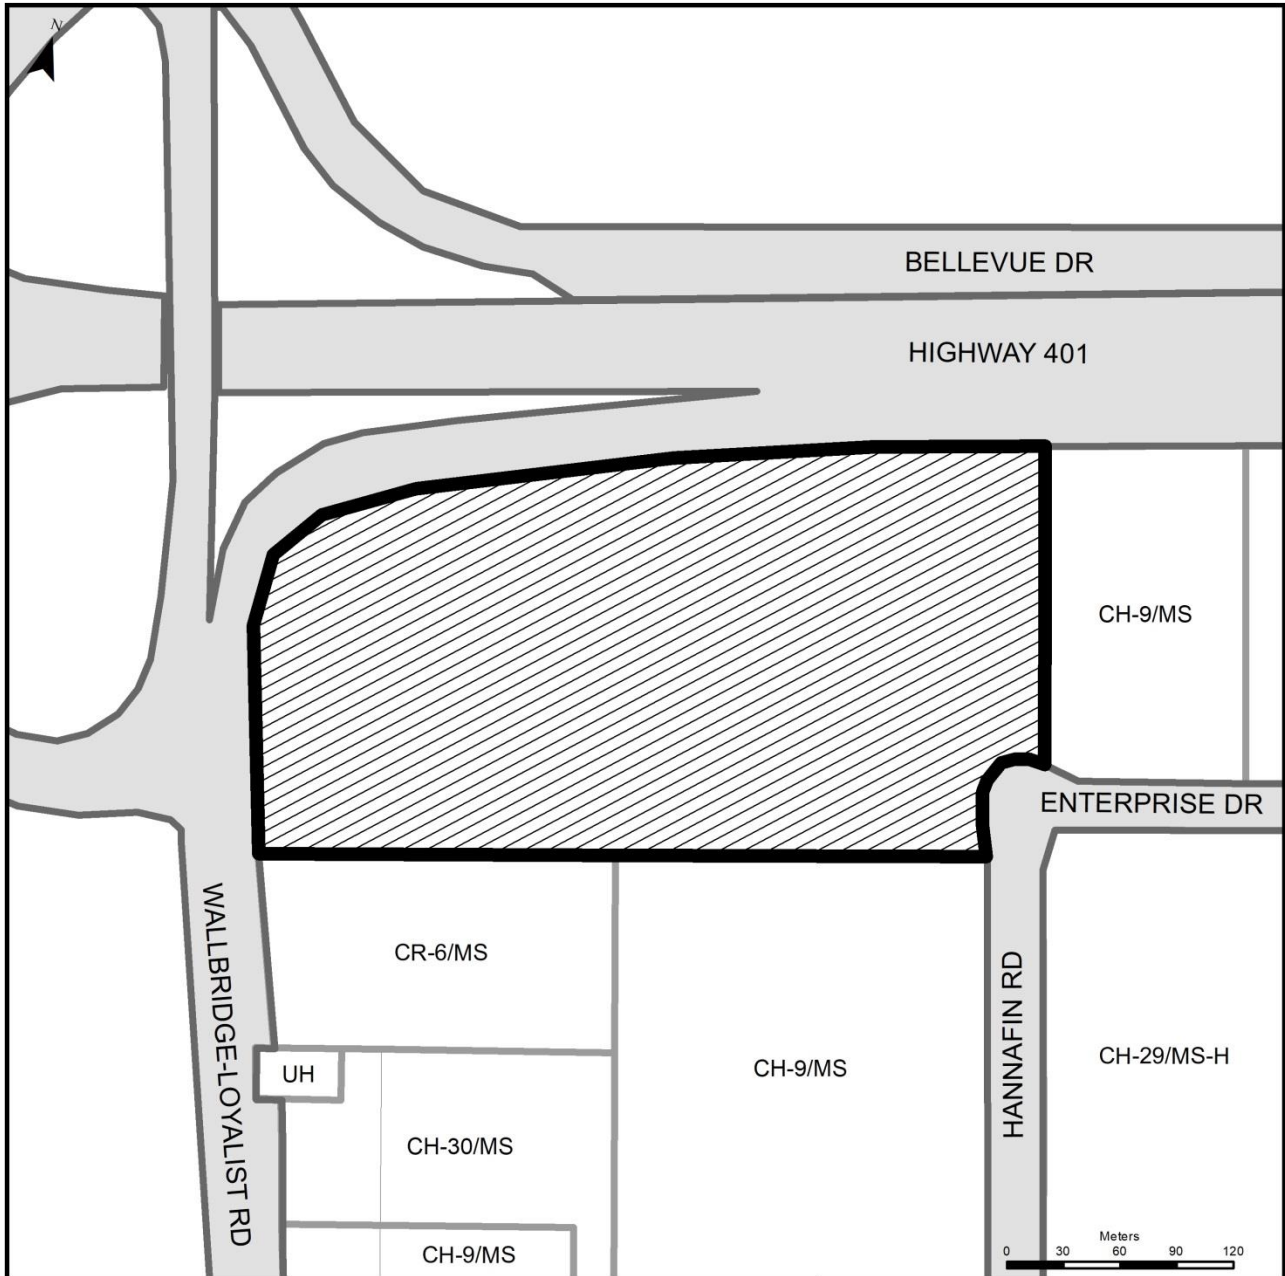 N
BELLEVUE DR
HIGHWAY 401
CH-9/MS
ENTERPRISE DR
WALLBRIDGE-LOYALIST RD
CR-6/MS
HANNAFIN RD
CH-9/MS
CH-29/MS-H
UH
CH-30/MS
CH-9/MS
Meters
0 30 60 90 120